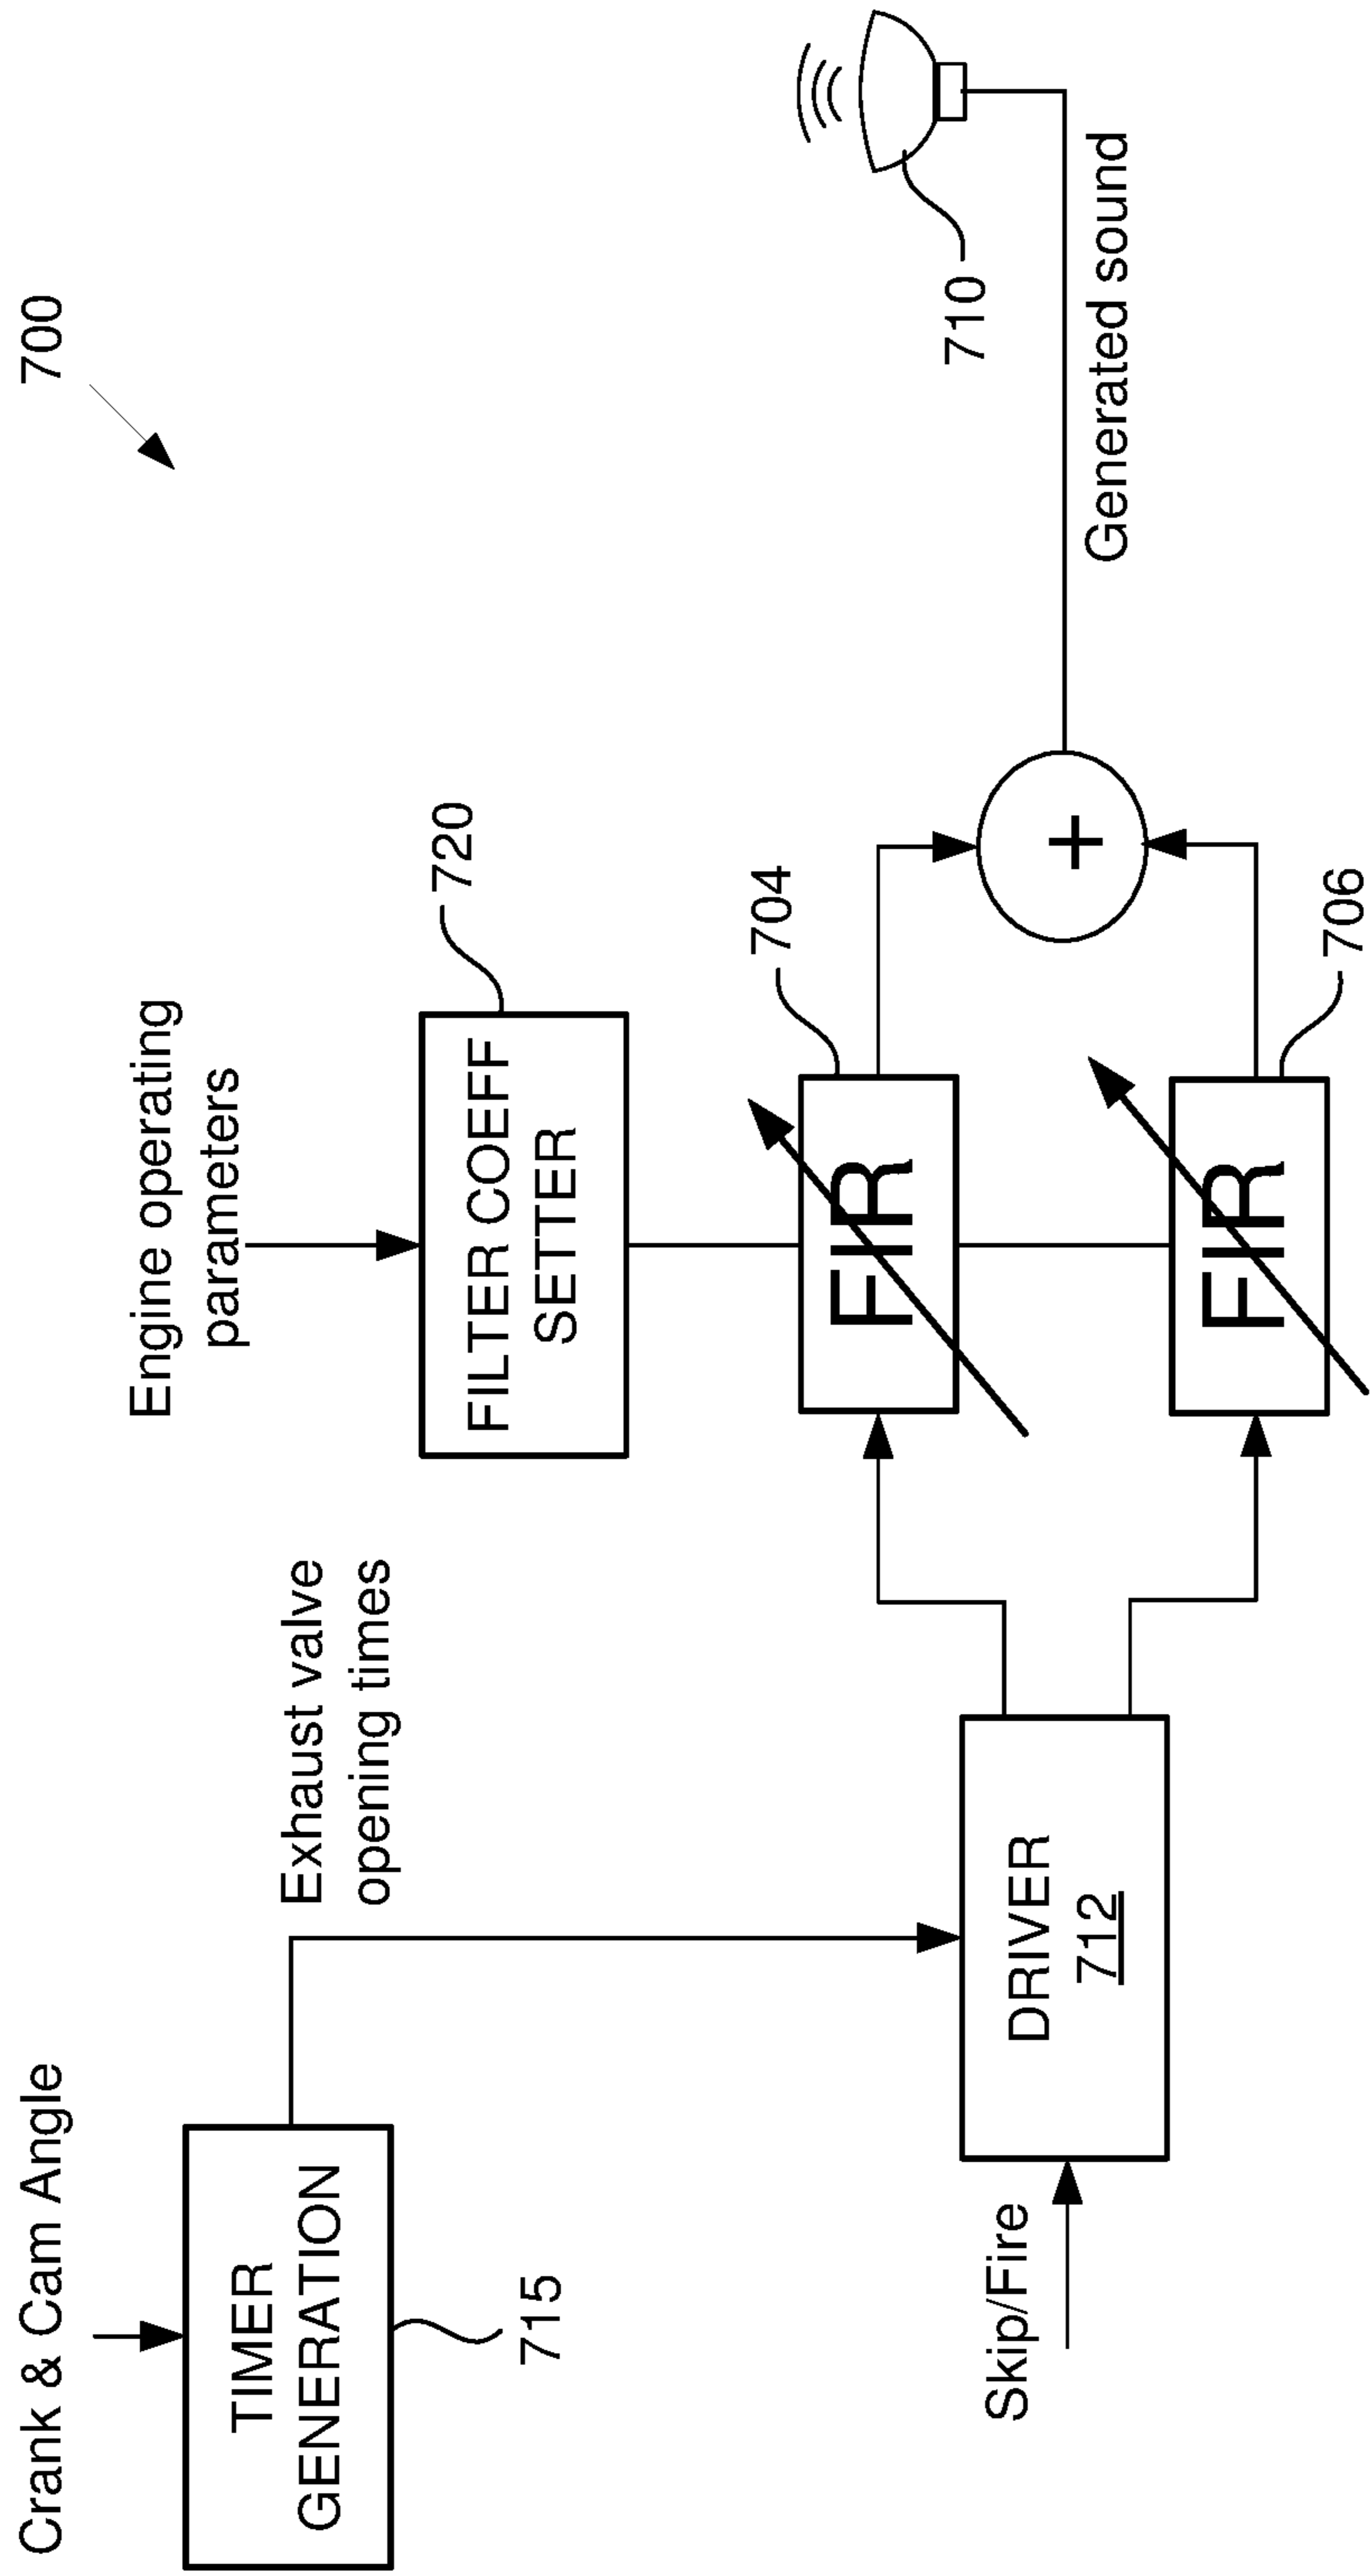 700
Crank & Cam Angle
TIMER
GENERATION
715
Exhaust valve
opening times
Engine operating
parameters
FILTER COEFF
SETTER
720
Skip/Fire
DRIVER
712
FIR
704
FIR
706
+
Generated sound
710